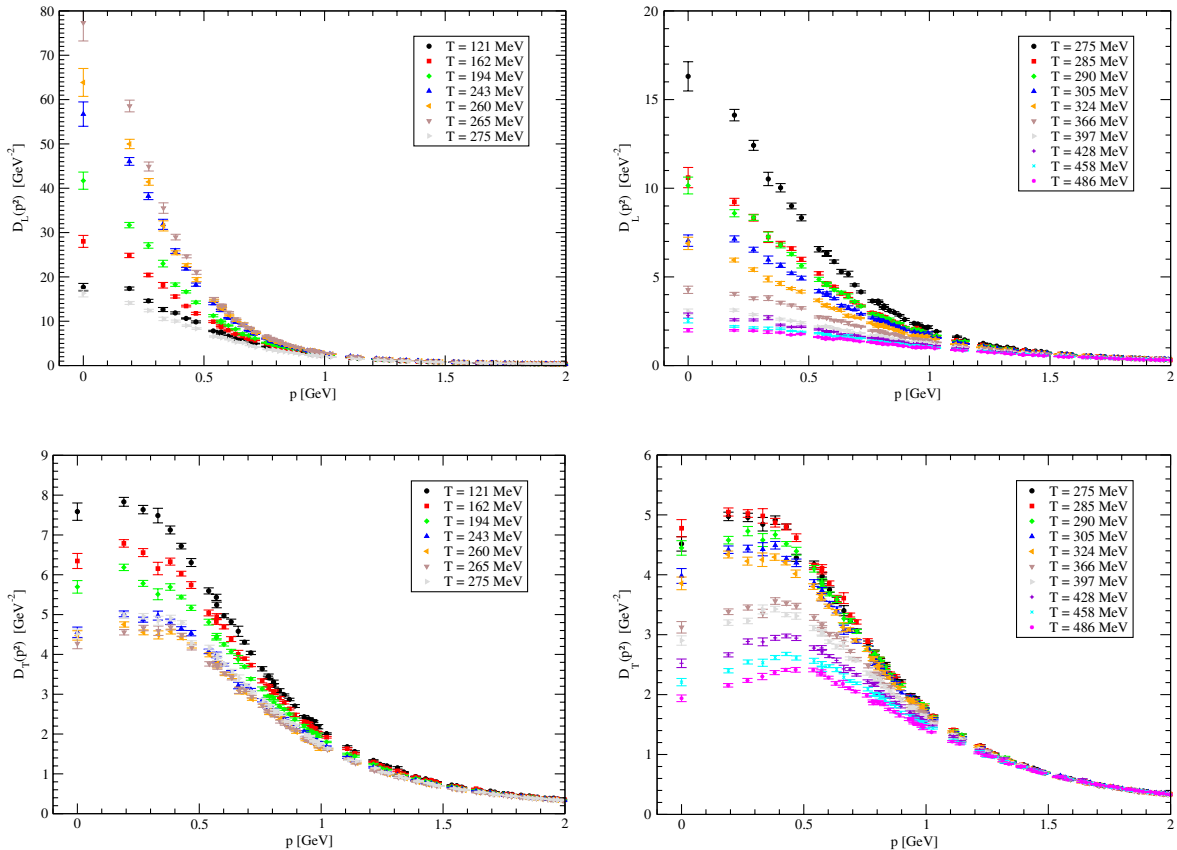 80
70
60
50
40
30
20
10
0
D_L(p²) [GeV⁻²]
0 0.5 1 1.5 2
p [GeV]
T = 121 MeV
T = 162 MeV
T = 194 MeV
T = 243 MeV
T = 260 MeV
T = 265 MeV
T = 275 MeV
20
15
10
5
0
D_L(p²) [GeV⁻²]
0 0.5 1 1.5 2
p [GeV]
T = 275 MeV
T = 285 MeV
T = 290 MeV
T = 305 MeV
T = 324 MeV
T = 366 MeV
T = 397 MeV
T = 428 MeV
T = 458 MeV
T = 486 MeV
9
8
7
6
5
4
3
2
1
0
D_T(p²) [GeV⁻²]
0 0.5 1 1.5 2
p [GeV]
T = 121 MeV
T = 162 MeV
T = 194 MeV
T = 243 MeV
T = 260 MeV
T = 265 MeV
T = 275 MeV
6
5
4
3
2
1
0
D_T(p²) [GeV⁻²]
0 0.5 1 1.5 2
p [GeV]
T = 275 MeV
T = 285 MeV
T = 290 MeV
T = 305 MeV
T = 324 MeV
T = 366 MeV
T = 397 MeV
T = 428 MeV
T = 458 MeV
T = 486 MeV